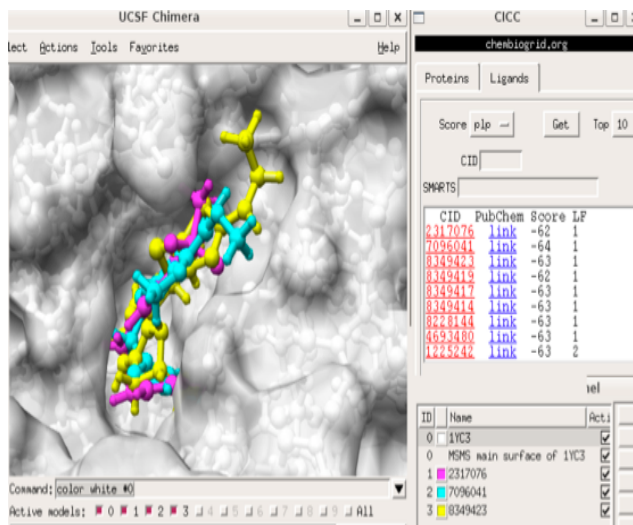 UCSF Chimera
lect Actions Tools Favorites Help
Command: color white #0
Active models: 0 1 2 3 4 5 6 7 8 9 All
CICC
chembiogrid.org
Proteins Ligands
Score plp Get Top 10
CID
SMARTS
CID PubChem Score LF
2317076 link -62 1
7096041 link -64 1
8349423 link -63 1
8349419 link -62 1
8349417 link -63 1
8349414 link -63 1
8228144 link -63 1
4693480 link -63 1
1225242 link -63 2
el
ID Name Acti
0 1YC3
0 MSMS main surface of 1YC3
1 2317076
2 7096041
3 8349423